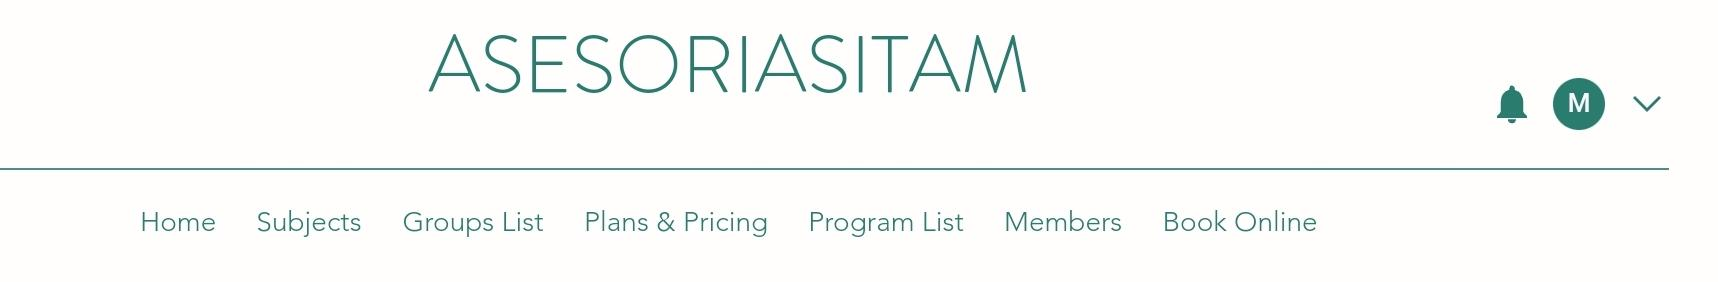 ASESORIASITAM
M
Home Subjects Groups List Plans & Pricing Program List Members Book Online